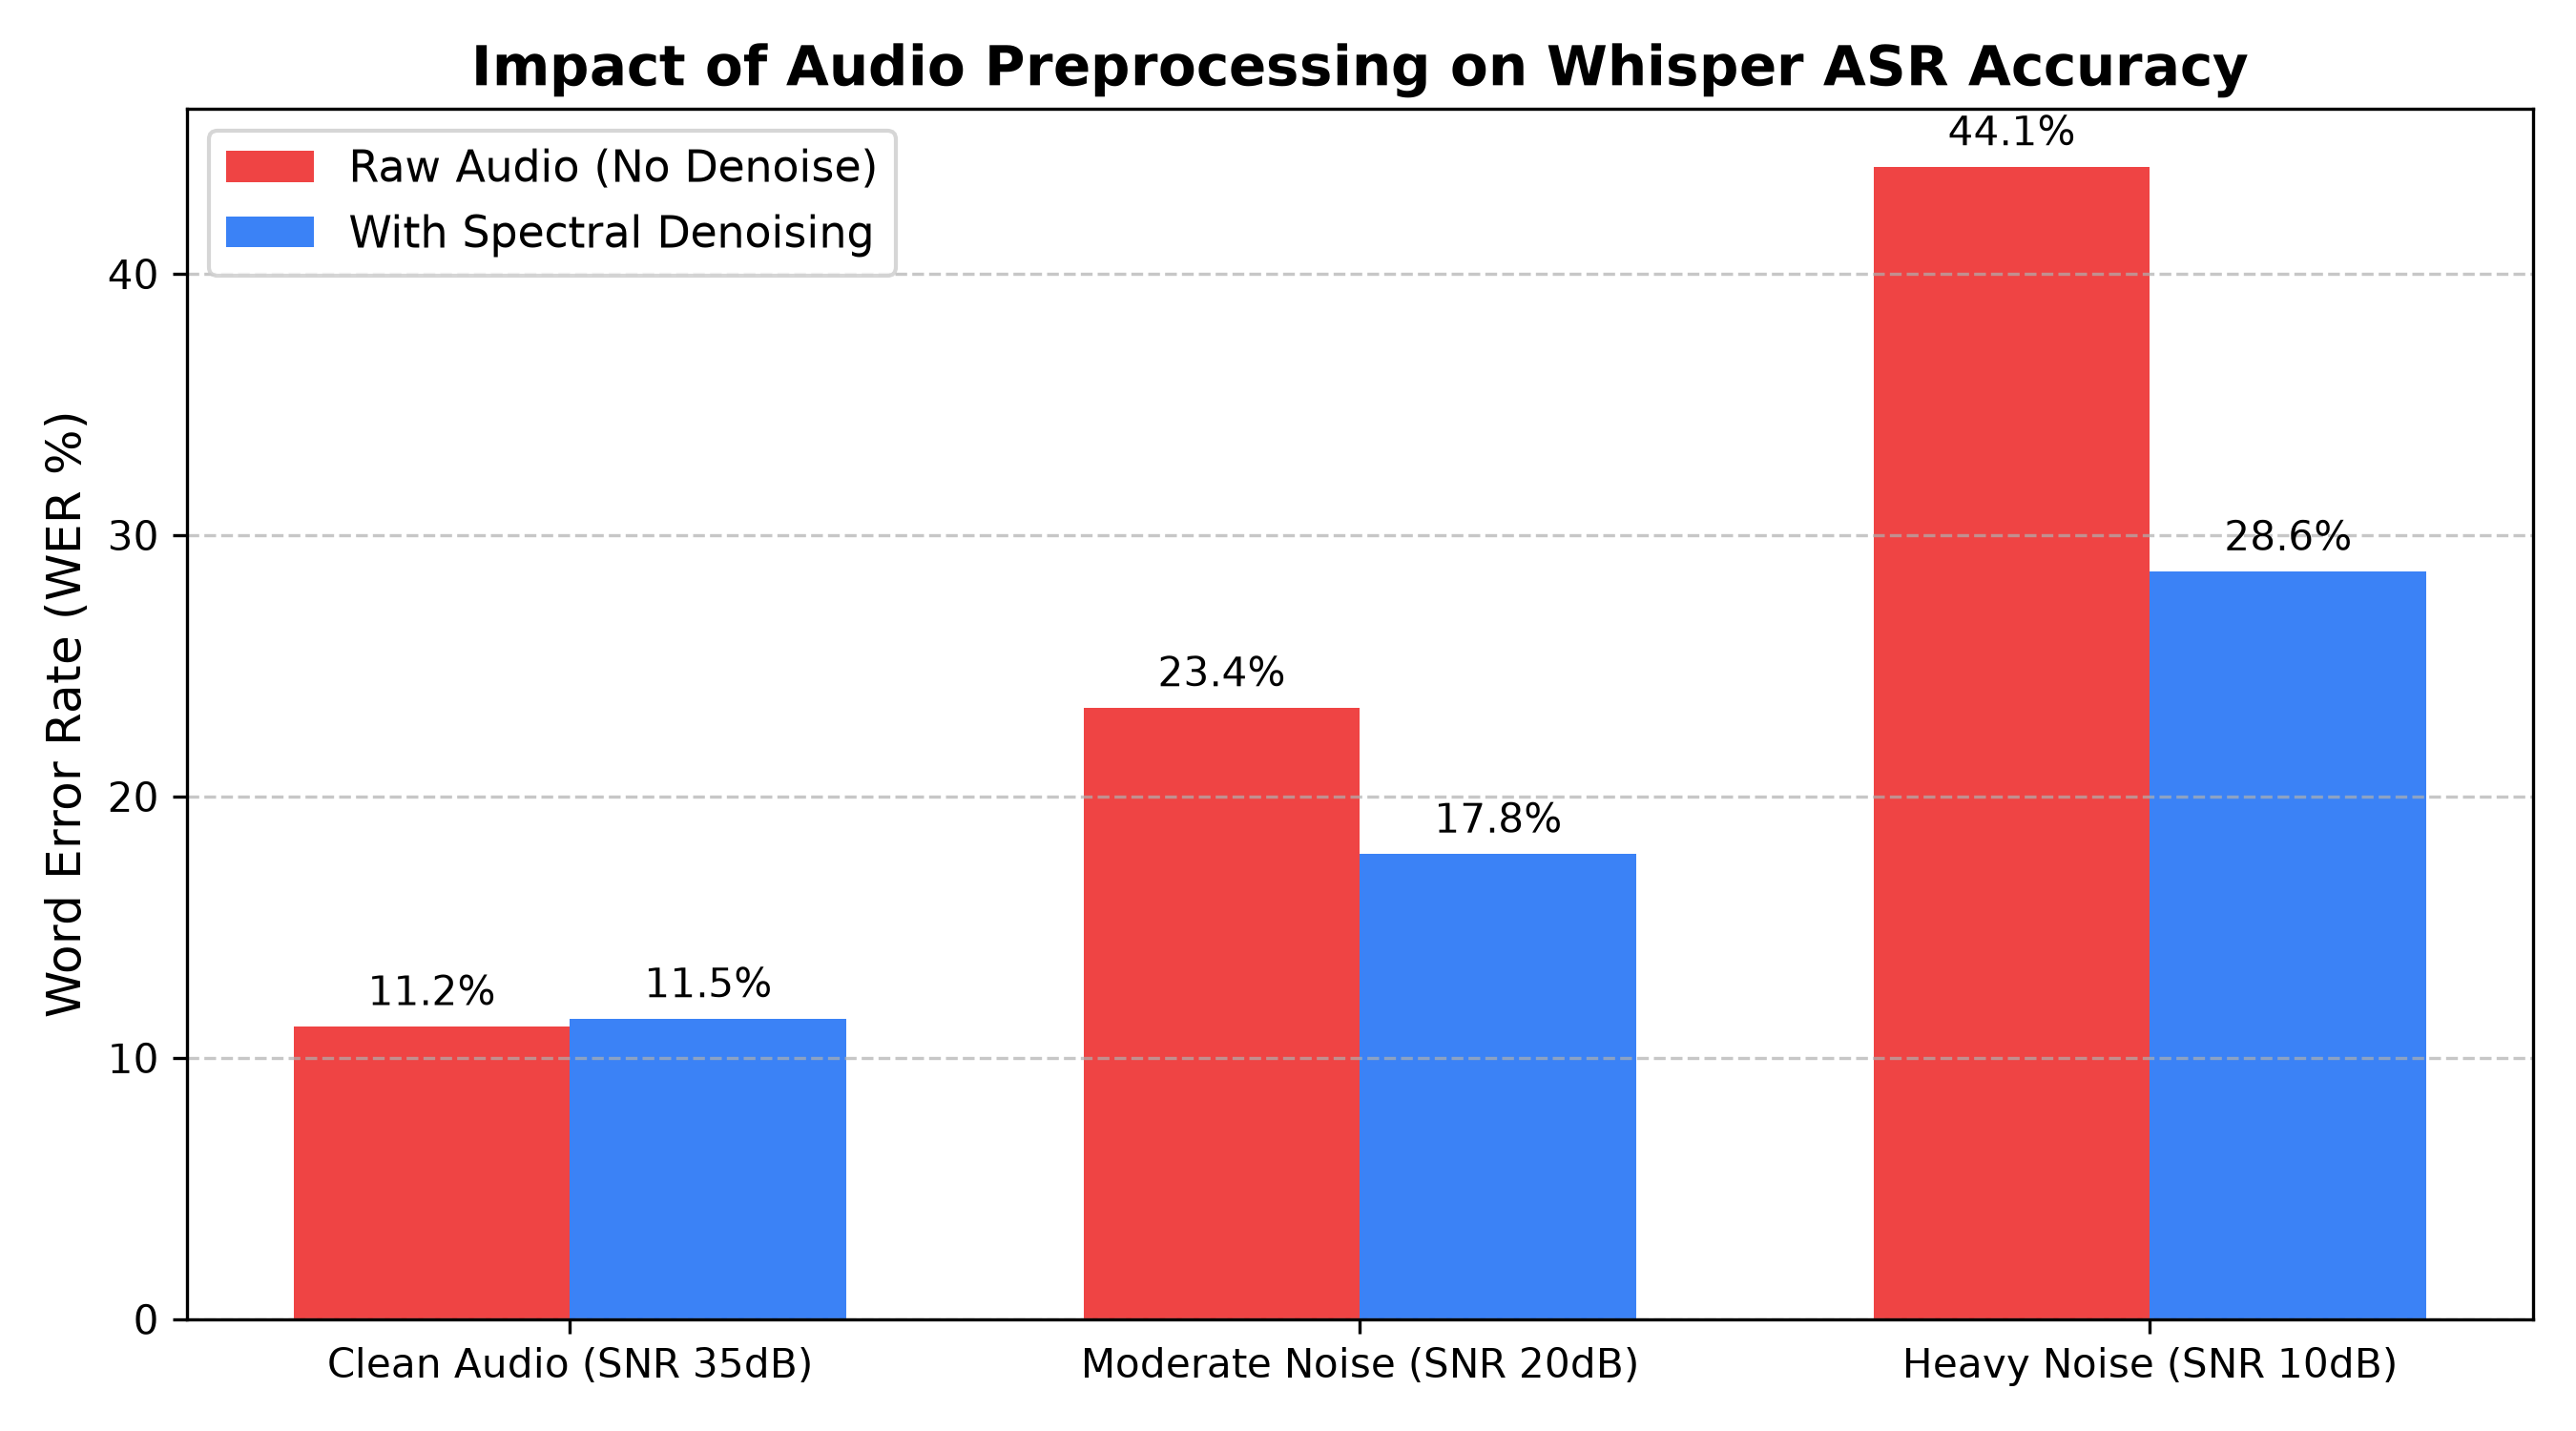 Impact of Audio Preprocessing on Whisper ASR Accuracy
Raw Audio (No Denoise)
With Spectral Denoising
Word Error Rate (WER %)
40
30
20
10
0
11.2%
11.5%
23.4%
17.8%
44.1%
28.6%
Clean Audio (SNR 35dB)
Moderate Noise (SNR 20dB)
Heavy Noise (SNR 10dB)